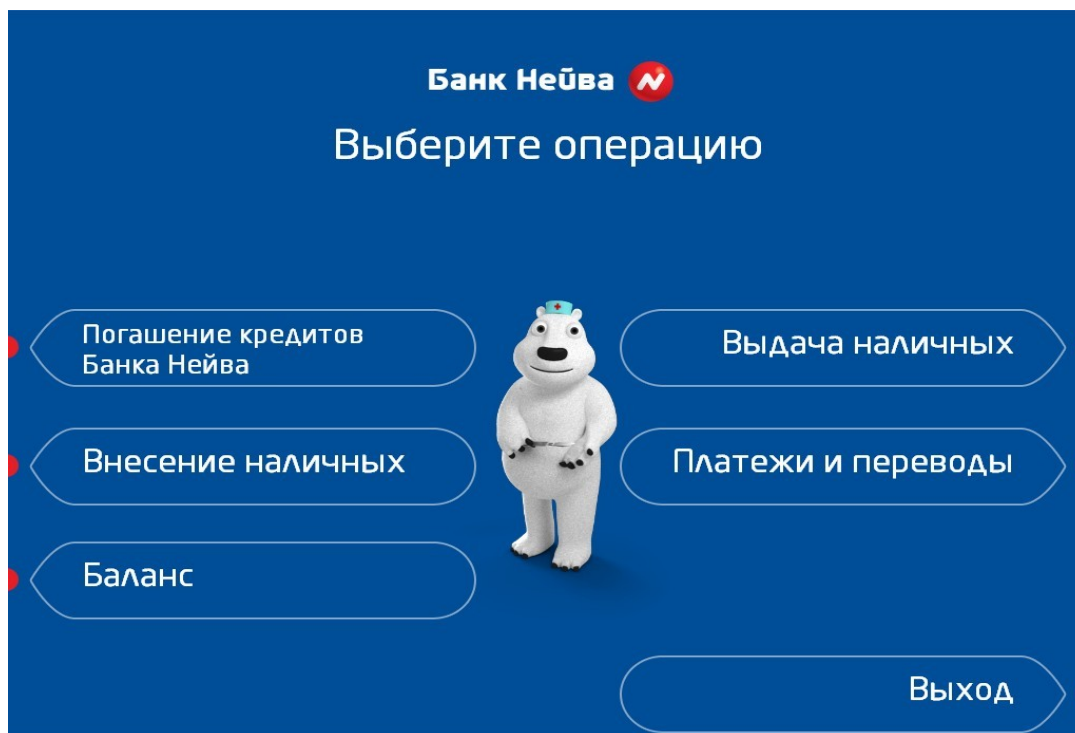 Банк Нейва
Выберите операцию
Погашение кредитов
Банка Нейва
Выдача наличных
Внесение наличных
Платежи и переводы
Баланс
Выход